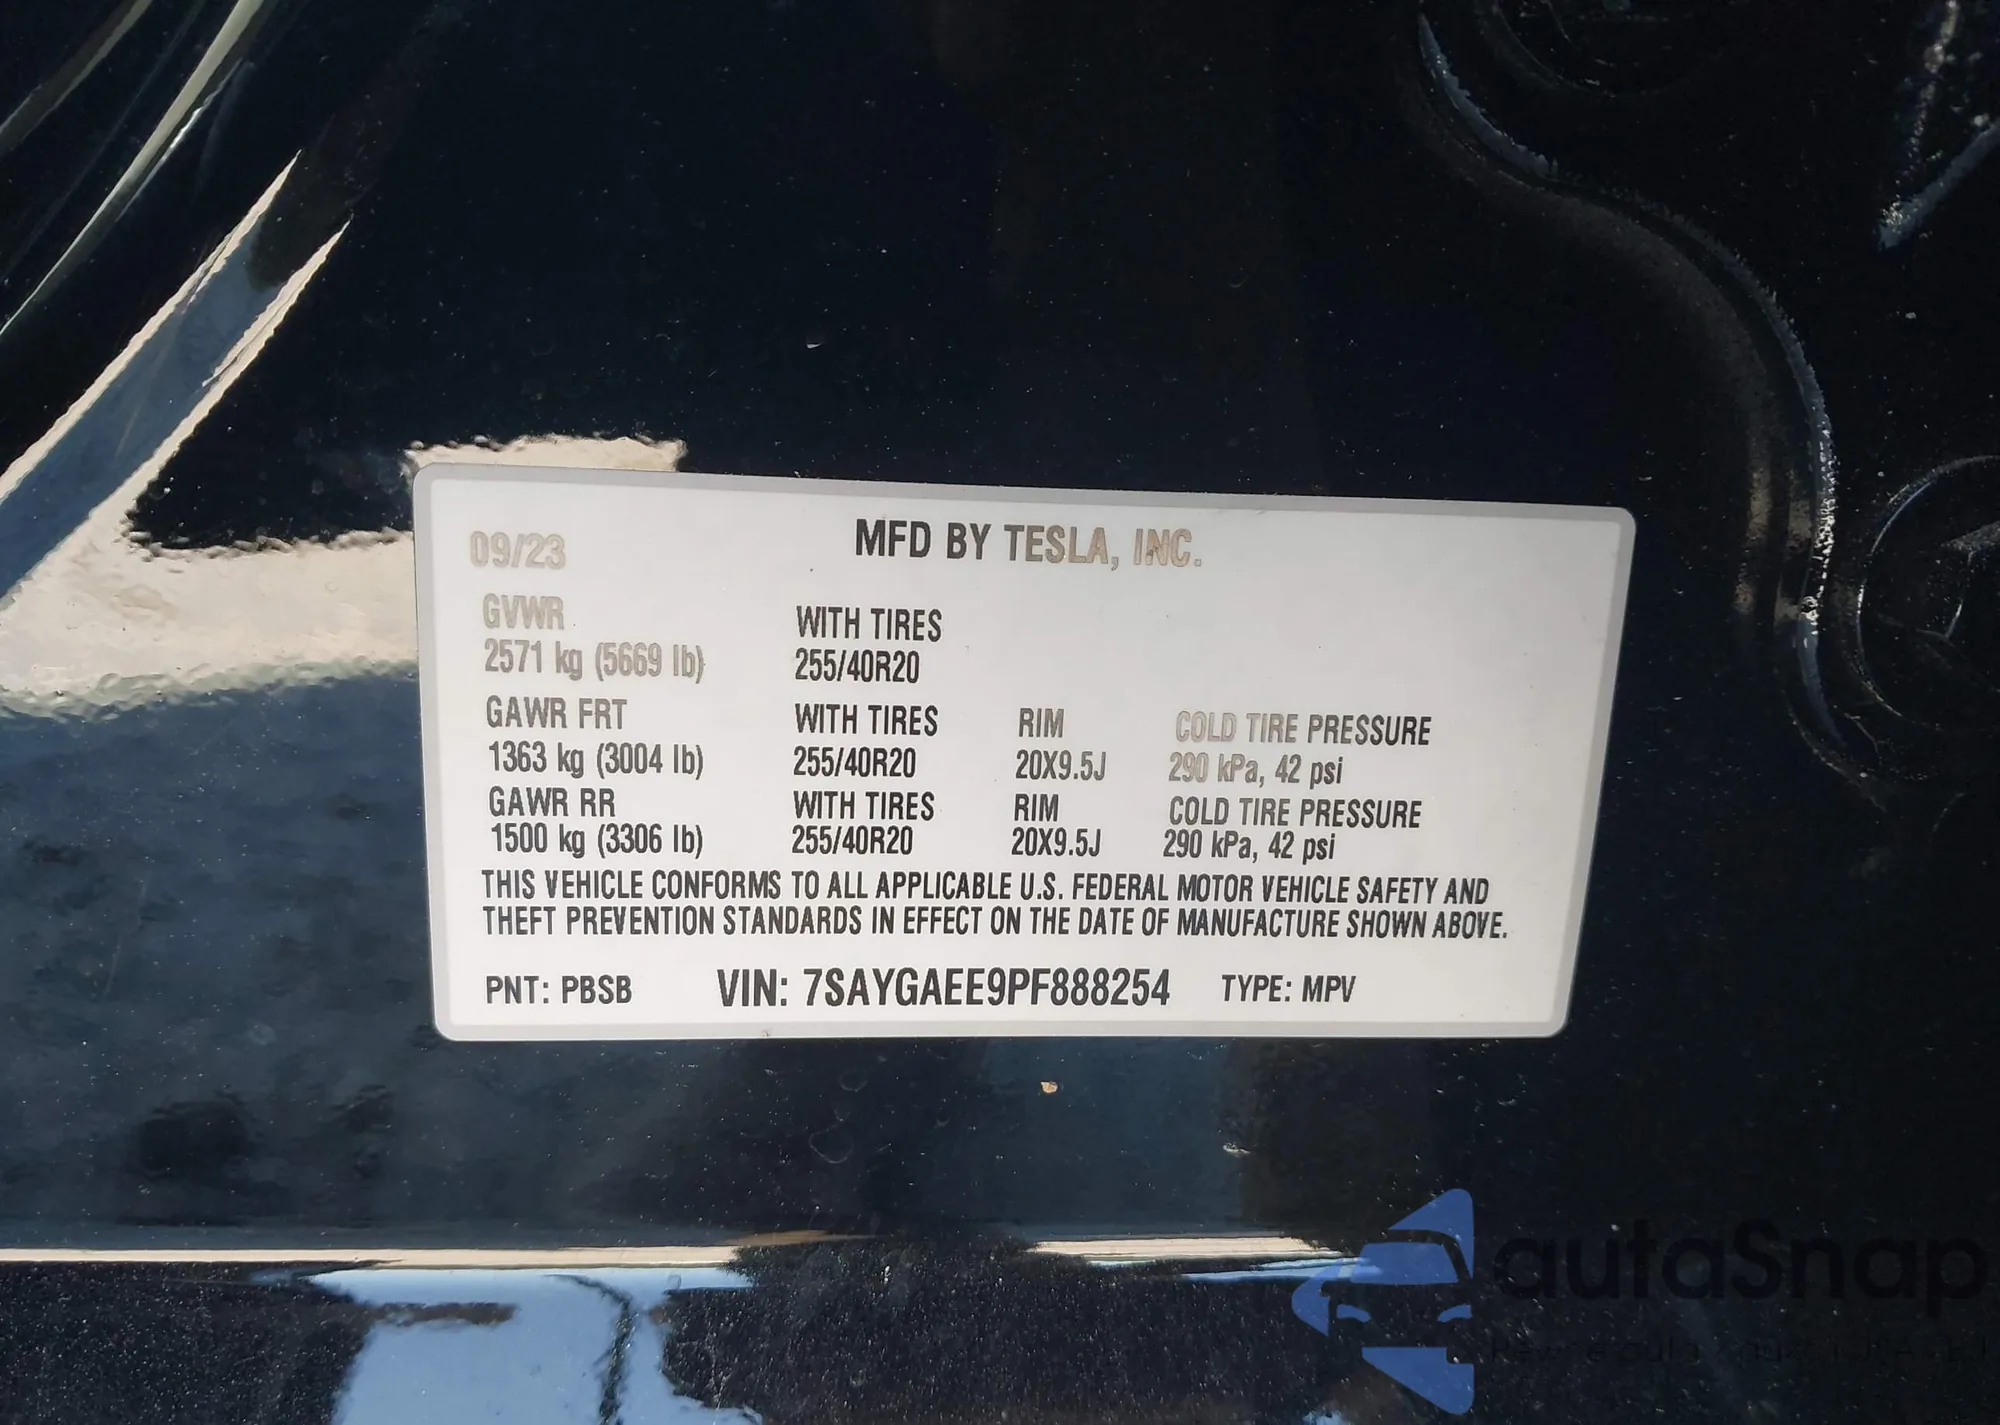 09/23 MFD BY TESLA, INC.
GVWR WITH TIRES
2571 kg (5669 lb) 255/40R20
GAWR FRT WITH TIRES RIM COLD TIRE PRESSURE
1363 kg (3004 lb) 255/40R20 20X9.5J 290 kPa, 42 psi
GAWR RR WITH TIRES RIM COLD TIRE PRESSURE
1500 kg (3306 lb) 255/40R20 20X9.5J 290 kPa, 42 psi
THIS VEHICLE CONFORMS TO ALL APPLICABLE U.S. FEDERAL MOTOR VEHICLE SAFETY AND
THEFT PREVENTION STANDARDS IN EFFECT ON THE DATE OF MANUFACTURE SHOWN ABOVE.
PNT: PBSB VIN: 7SAYGAEE9PF888254 TYPE: MPV
autaSnap